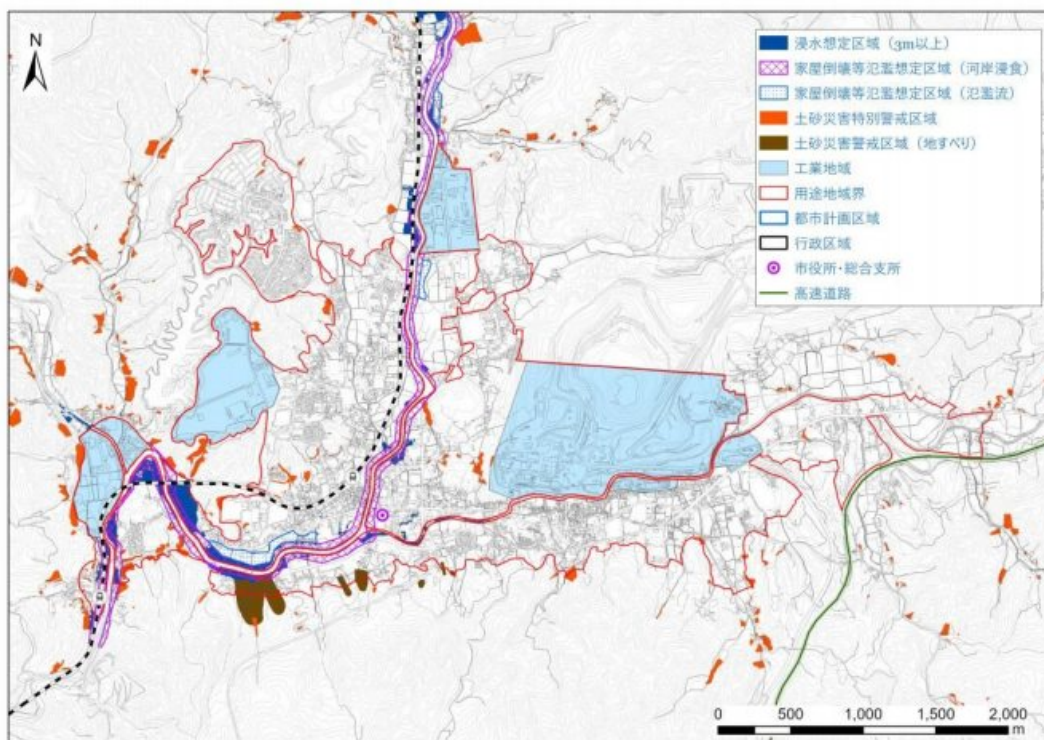 N
浸水想定区域（3m以上）
家屋倒壊等氾濫想定区域（河岸浸食）
家屋倒壊等氾濫想定区域（氾濫流）
土砂災害特別警戒区域
土砂災害警戒区域（地すべり）
工業地域
用途地域界
都市計画区域
行政区域
市役所・総合支所
高速道路
0 500 1,000 1,500 2,000
m